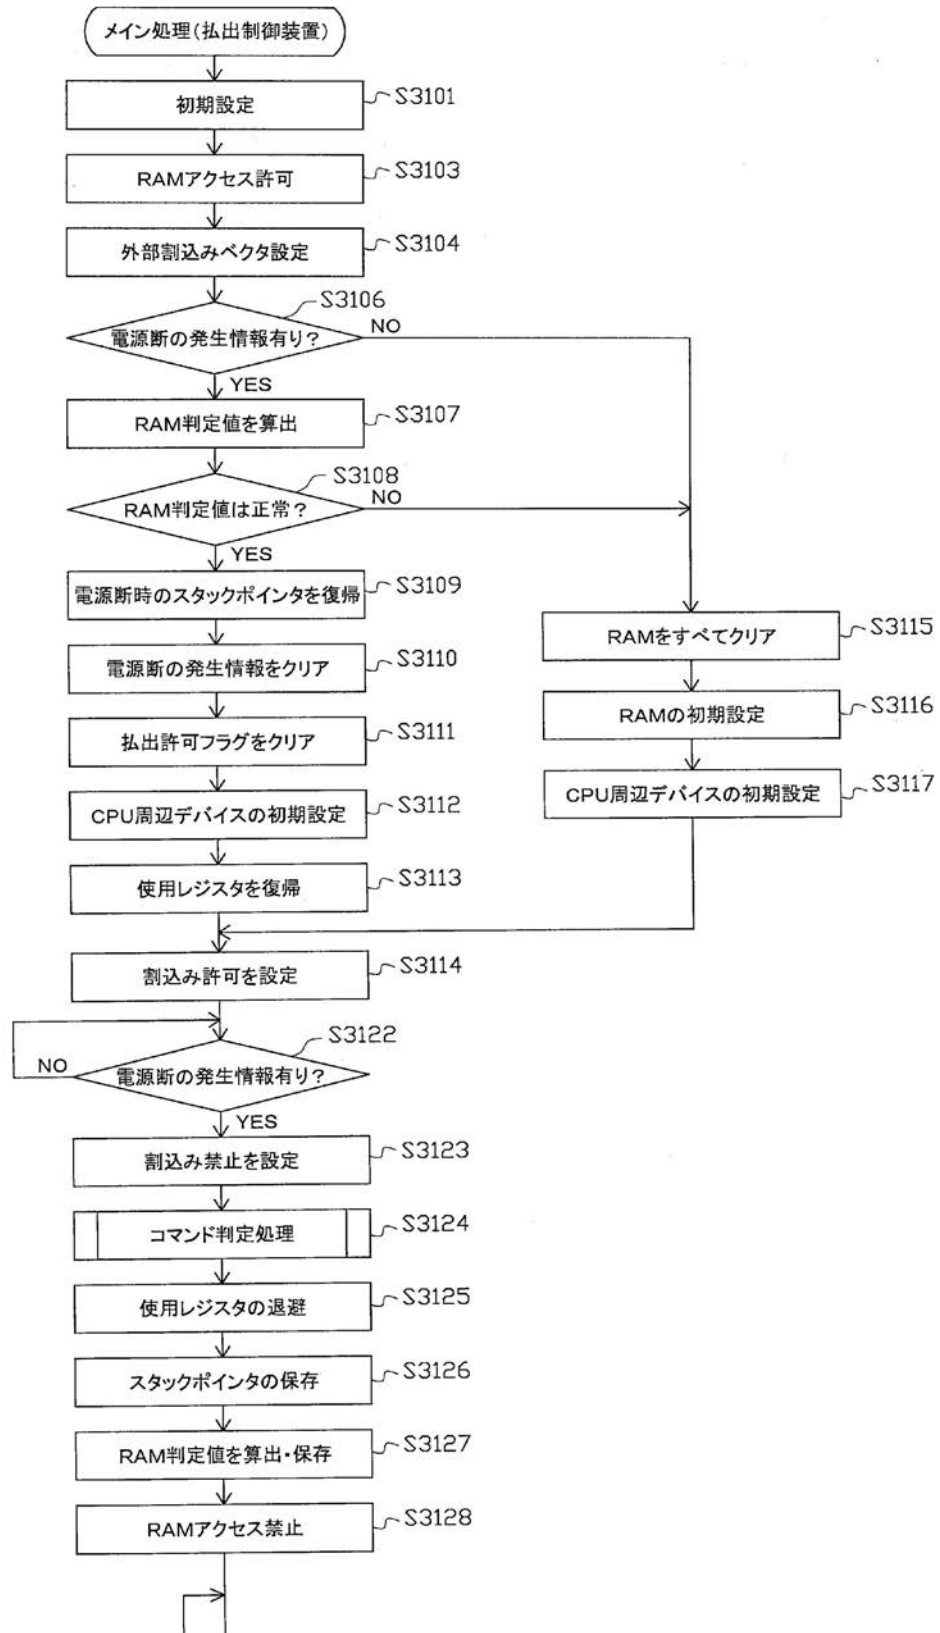 メイン処理(払出制御装置)
初期設定
S3101
RAMアクセス許可
S3103
外部割込みベクタ設定
S3104
S3106
電源断の発生情報有り?
NO
YES
RAM判定値を算出
S3107
S3108
RAM判定値は正常?
NO
YES
電源断時のスタックポインタを復帰
S3109
電源断の発生情報をクリア
S3110
払出許可フラグをクリア
S3111
CPU周辺デバイスの初期設定
S3112
使用レジスタを復帰
S3113
RAMをすべてクリア
S3115
RAMの初期設定
S3116
CPU周辺デバイスの初期設定
S3117
割込み許可を設定
S3114
S3122
電源断の発生情報有り?
NO
YES
割込み禁止を設定
S3123
コマンド判定処理
S3124
使用レジスタの退避
S3125
スタックポインタの保存
S3126
RAM判定値を算出・保存
S3127
RAMアクセス禁止
S3128